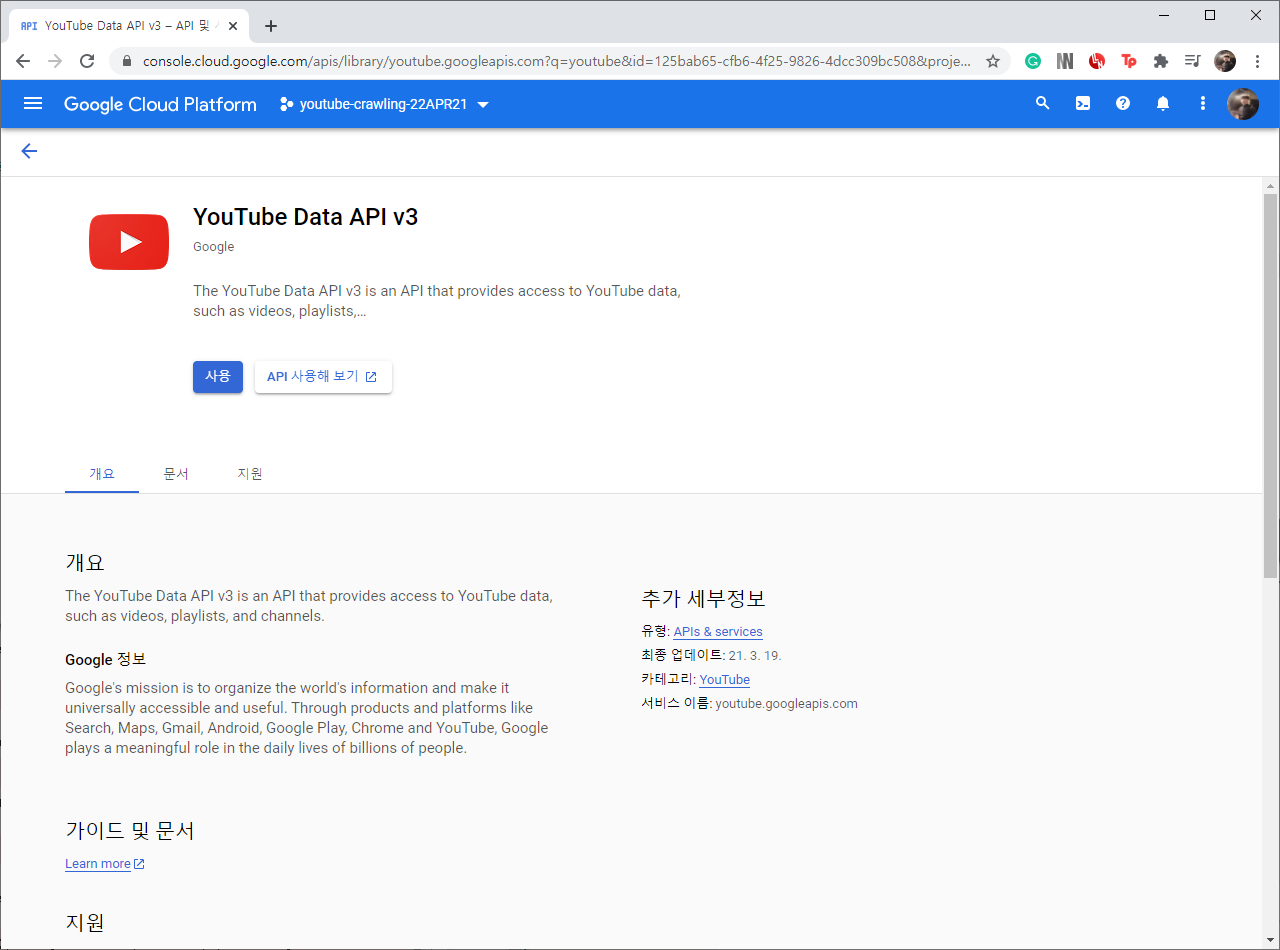 API YouTube Data API v3 – API 및
console.cloud.google.com/apis/library/youtube.googleapis.com?q=youtube&id=125bab65-cfb6-4f25-9826-4dcc309bc508&proje...
Google Cloud Platform youtube-crawling-22APR21
YouTube Data API v3
Google
The YouTube Data API v3 is an API that provides access to YouTube data,
such as videos, playlists,...
사용 API 사용해 보기
개요 문서 지원
개요
The YouTube Data API v3 is an API that provides access to YouTube data,
such as videos, playlists, and channels.
Google 정보
Google's mission is to organize the world's information and make it
universally accessible and useful. Through products and platforms like
Search, Maps, Gmail, Android, Google Play, Chrome and YouTube, Google
plays a meaningful role in the daily lives of billions of people.
추가 세부정보
유형: APIs & services
최종 업데이트: 21. 3. 19.
카테고리: YouTube
서비스 이름: youtube.googleapis.com
가이드 및 문서
Learn more
지원